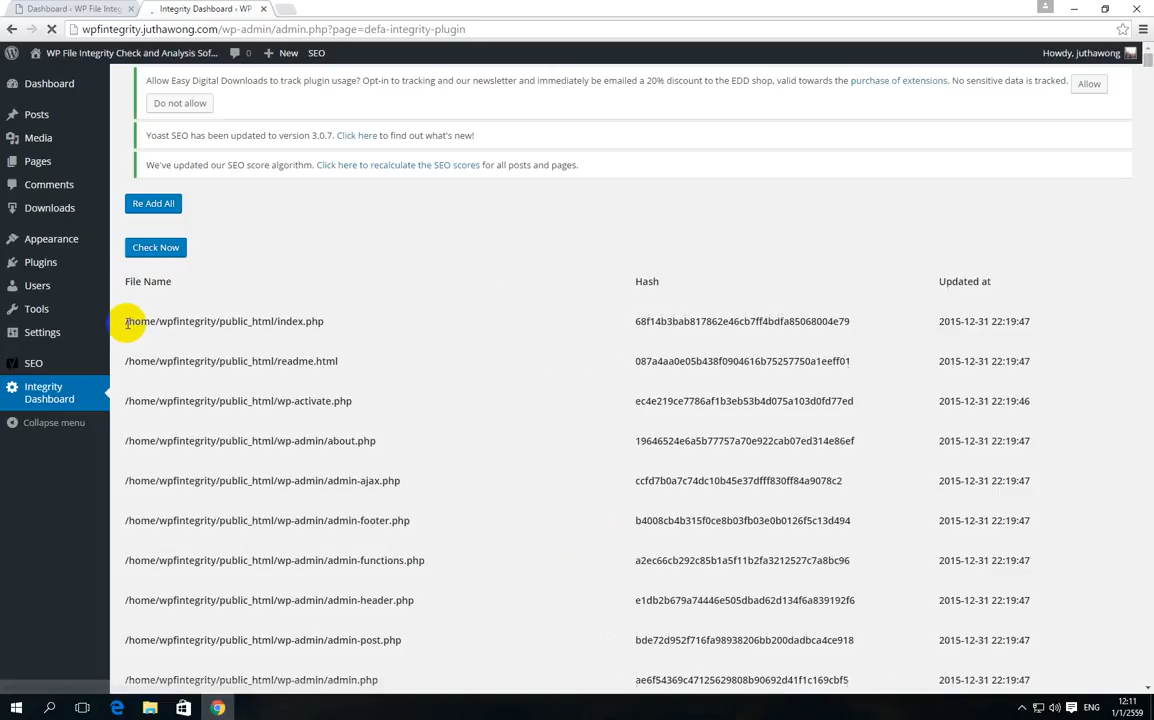 Dashboard ‹ WP File Integ
Integrity Dashboard ‹ WP
wpfintegrity.juthawong.com/wp-admin/admin.php?page=defa-integrity-plugin
WP File Integrity Check and Analysis Sof...
0
+ New
SEO
Howdy, juthawong
Dashboard
Posts
Media
Pages
Comments
Downloads
Appearance
Plugins
Users
Tools
Settings
SEO
Integrity
Dashboard
Collapse menu
Allow Easy Digital Downloads to track plugin usage? Opt-in to tracking and our newsletter and immediately be emailed a 20% discount to the EDD shop, valid towards the purchase of extensions. No sensitive data is tracked. Allow
Do not allow
Yoast SEO has been updated to version 3.0.7. Click here to find out what's new!
We've updated our SEO score algorithm. Click here to recalculate the SEO scores for all posts and pages.
Re Add All
Check Now
File Name Hash Updated at
/home/wpfintegrity/public_html/index.php 68f14b3bab817862e46cb7ff4bdfa85068004e79 2015-12-31 22:19:47
/home/wpfintegrity/public_html/readme.html 087a4aa0e05b438f0904616b75257750a1eeff01 2015-12-31 22:19:47
/home/wpfintegrity/public_html/wp-activate.php ec4e219ce7786af1b3eb53b4d075a103d0fd77ed 2015-12-31 22:19:46
/home/wpfintegrity/public_html/wp-admin/about.php 19646524e6a5b77757a70e922cab07ed314e86ef 2015-12-31 22:19:47
/home/wpfintegrity/public_html/wp-admin/admin-ajax.php ccfd7b0a7c74dc10b45e37dfff830ff84a9078c2 2015-12-31 22:19:47
/home/wpfintegrity/public_html/wp-admin/admin-footer.php b4008cb4b315f0ce8b03fb03e0b0126f5c13d494 2015-12-31 22:19:47
/home/wpfintegrity/public_html/wp-admin/admin-functions.php a2ec66cb292c85b1a5f11b2fa3212527c7a8bc96 2015-12-31 22:19:47
/home/wpfintegrity/public_html/wp-admin/admin-header.php e1db2b679a74446e505dbad62d134f6a839192f6 2015-12-31 22:19:47
/home/wpfintegrity/public_html/wp-admin/admin-post.php bde72d952f716fa98938206bb200dadbca4ce918 2015-12-31 22:19:47
/home/wpfintegrity/public_html/wp-admin/admin.php ae6f54369c47125629808b90692d41f1c169cbf5 2015-12-31 22:19:47
ENG
12:11
1/1/2559